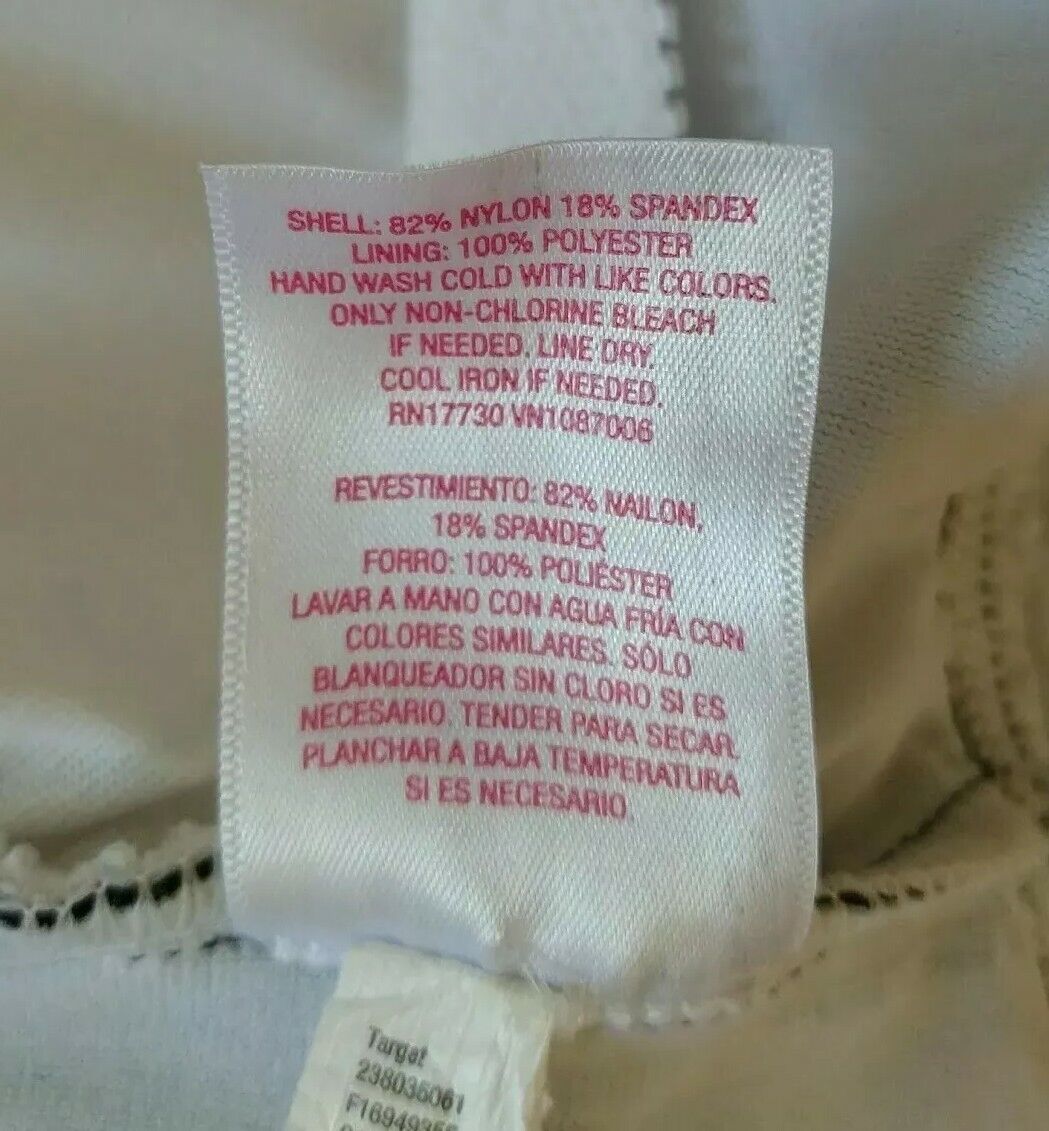 SHELL: 82% NYLON 18% SPANDEX
LINING: 100% POLYESTER
HAND WASH COLD WITH LIKE COLORS.
ONLY NON-CHLORINE BLEACH
IF NEEDED. LINE DRY.
COOL IRON IF NEEDED.
RN17730 VN1087006
REVESTIMIENTO: 82% NAILON,
18% SPANDEX
FORRO: 100% POLIÉSTER
LAVAR A MANO CON AGUA FRÍA CON
COLORES SIMILARES. SÓLO
BLANQUEADOR SIN CLORO SI ES
NECESARIO. TENDER PARA SECAR.
PLANCHAR A BAJA TEMPERATURA
SI ES NECESARIO.
Target
238035061